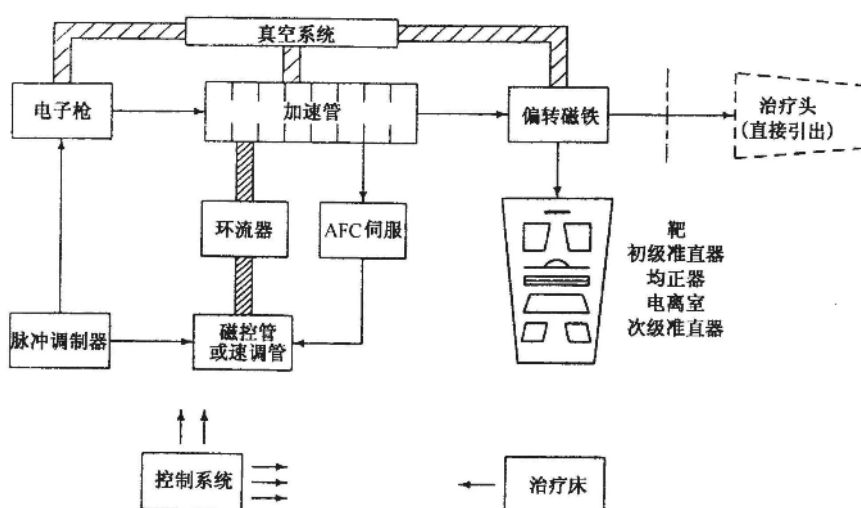 真空系统
电子枪
加速管
偏转磁铁
治疗头
(直接引出)
环流器
AFC伺服
靶
初级准直器
均正器
电离室
次级准直器
脉冲调制器
磁控管
或速调管
控制系统
治疗床